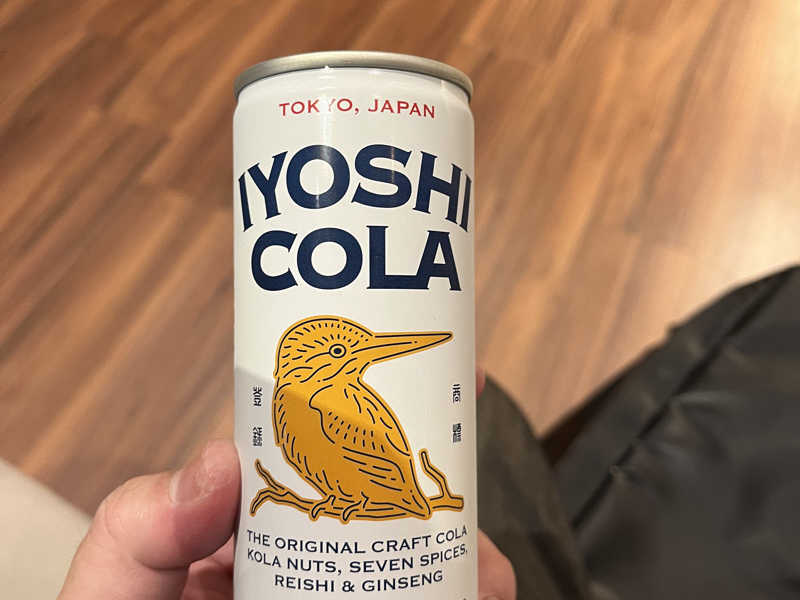 TOKYO, JAPAN
IYOSHI
COLA
THE ORIGINAL CRAFT COLA
KOLA NUTS, SEVEN SPICES,
REISHI & GINSENG